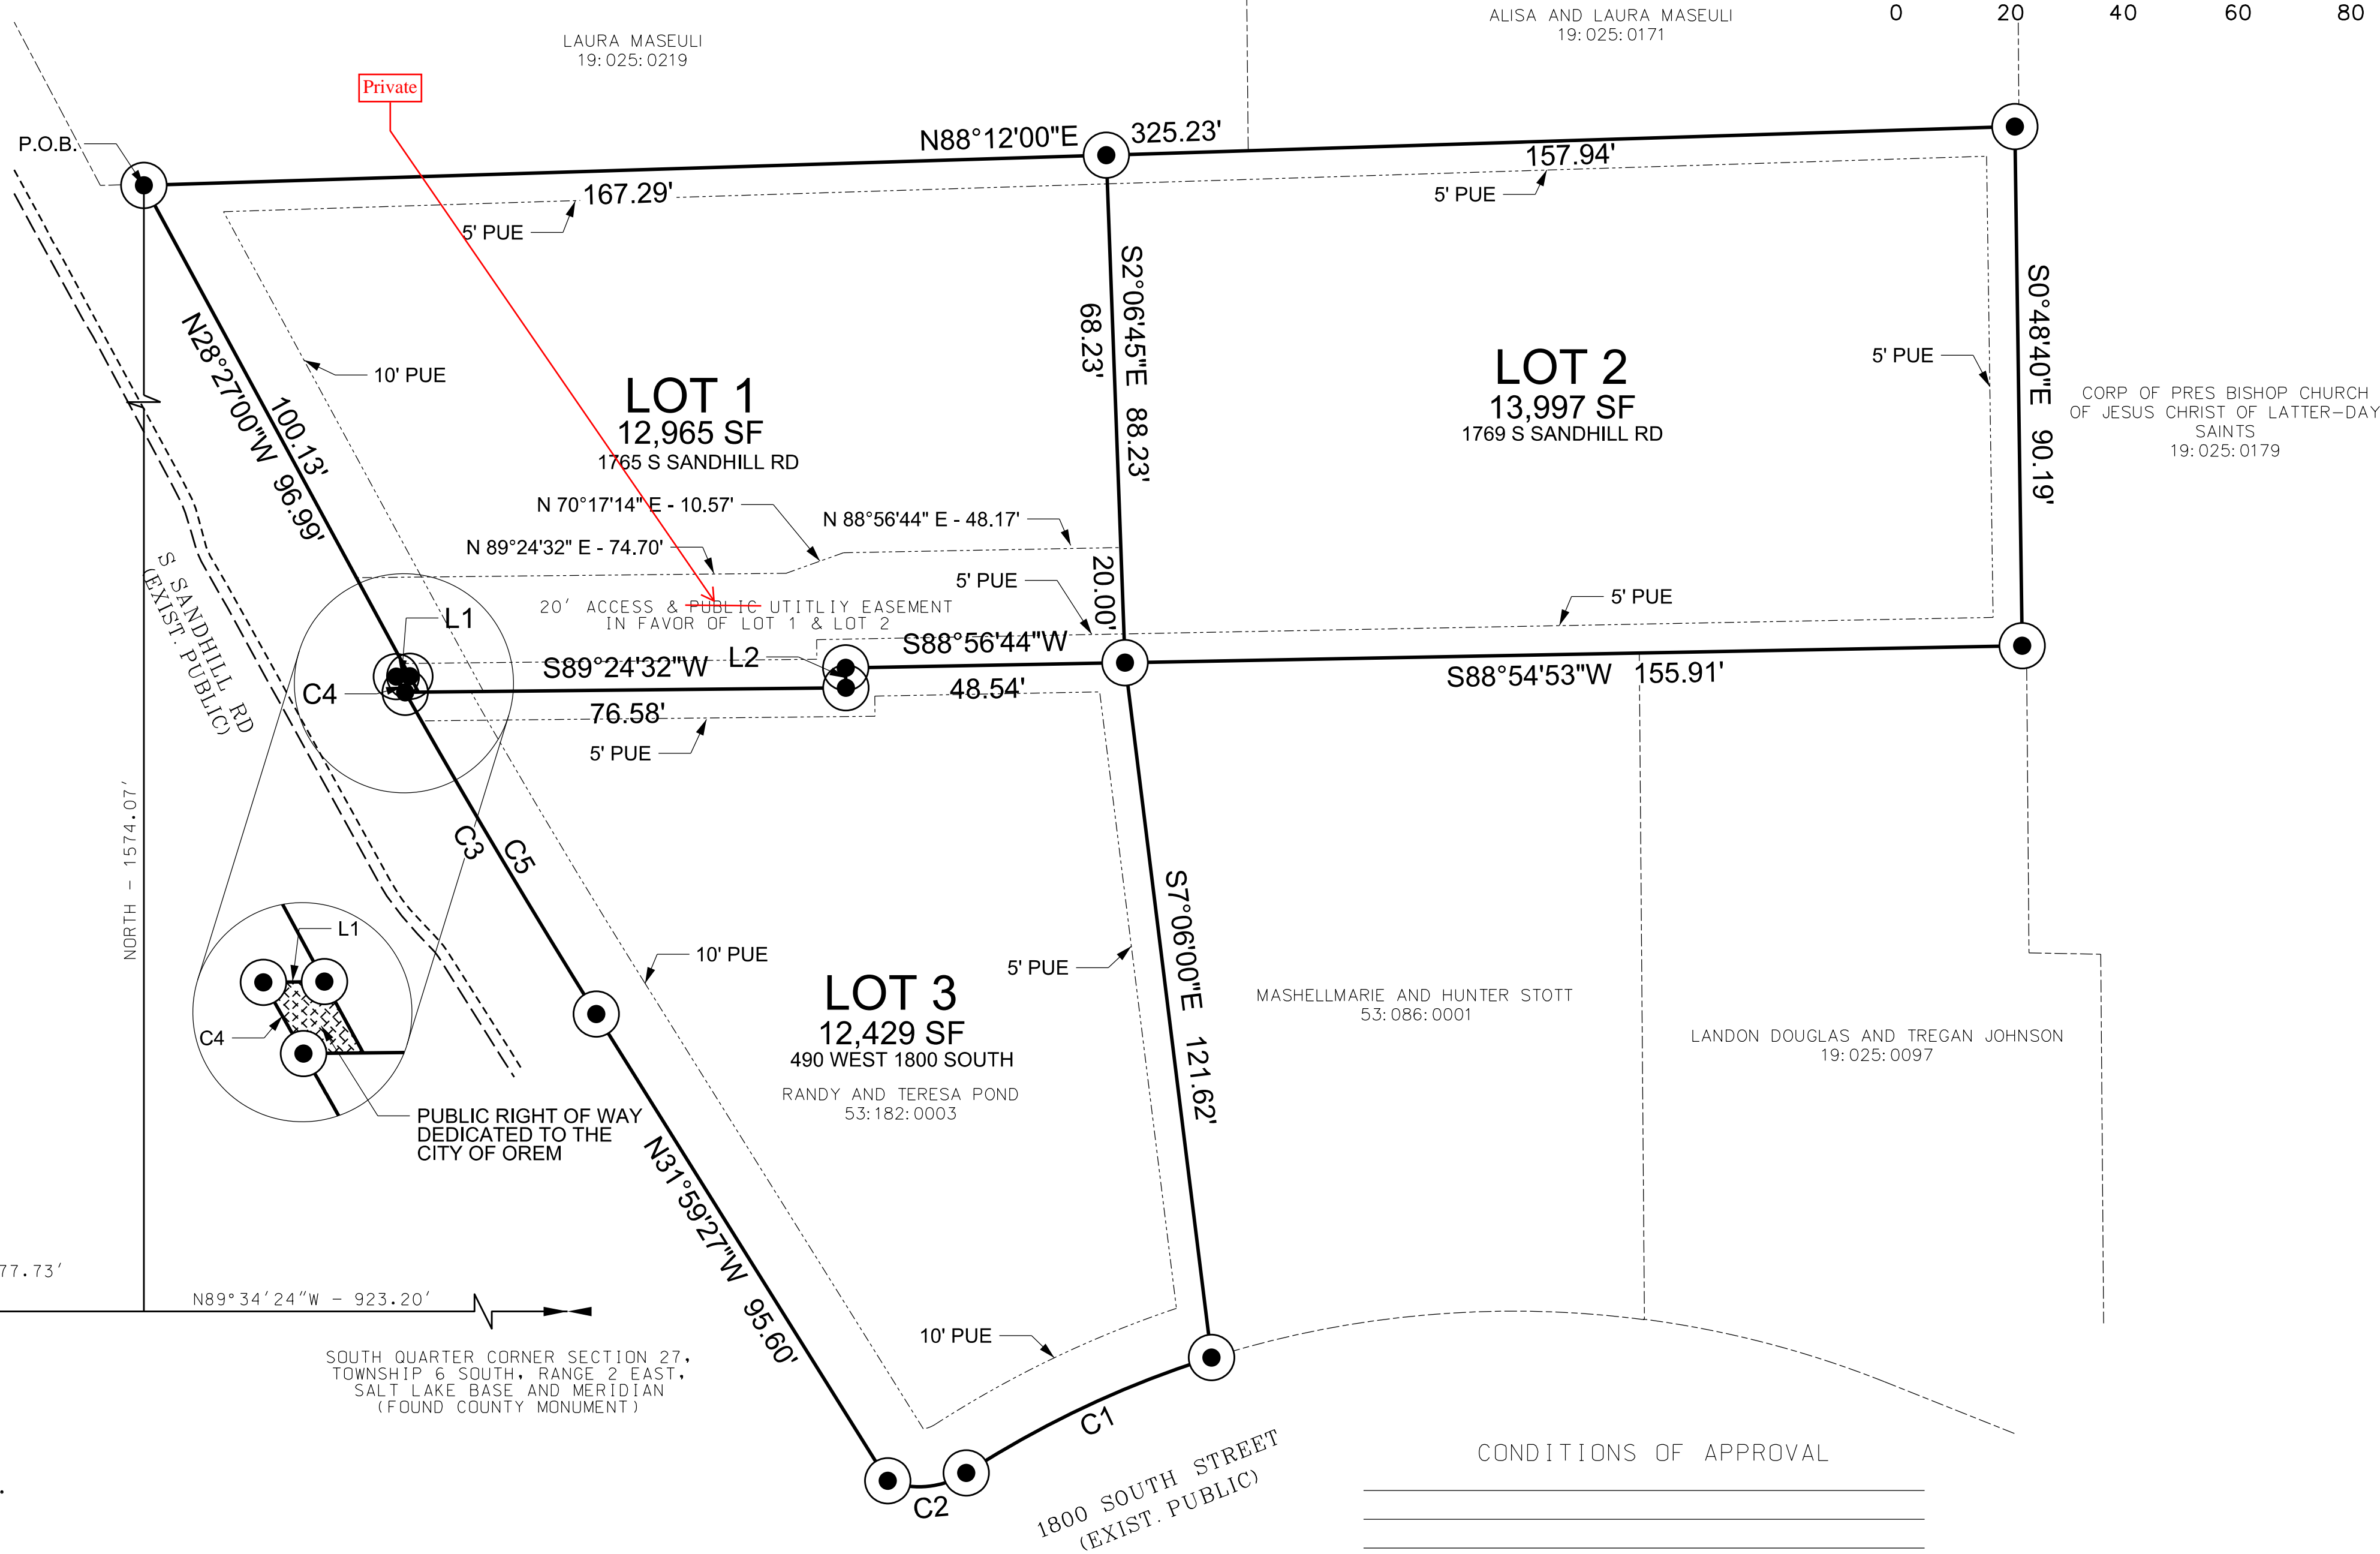 ALISA AND LAURA MASEULI
19:025:0171
0 20 40 60 80
LAURA MASEULI
19:025:0219
Private
P.O.B.
N88°12'00"E 325.23'
167.29'
157.94'
5' PUE
5' PUE
S2°06'45"E 88.23'
68.23'
20.00'
S0°48'40"E 90.19'
5' PUE
N28°27'00"W 96.99'
100.13'
10' PUE
LOT 1
12,965 SF
1765 S SANDHILL RD
LOT 2
13,997 SF
1769 S SANDHILL RD
CORP OF PRES BISHOP CHURCH
OF JESUS CHRIST OF LATTER-DAY
SAINTS
19:025:0179
N 70°17'14" E - 10.57'
N 88°56'44" E - 48.17'
N 89°24'32" E - 74.70'
5' PUE
5' PUE
20' ACCESS & PUBLIC UTITLIY EASEMENT
IN FAVOR OF LOT 1 & LOT 2
S SANDHILL RD
(EXIST. PUBLIC)
L1
C4
S89°24'32"W
L2
S88°56'44"W
76.58'
48.54'
S88°54'53"W 155.91'
5' PUE
NORTH - 1574.07'
C3
C5
L1
C4
PUBLIC RIGHT OF WAY
DEDICATED TO THE
CITY OF OREM
10' PUE
5' PUE
S7°06'00"E 121.62'
LOT 3
12,429 SF
490 WEST 1800 SOUTH
RANDY AND TERESA POND
53:182:0003
MASHELLMARIE AND HUNTER STOTT
53:086:0001
LANDON DOUGLAS AND TREGAN JOHNSON
19:025:0097
N31°59'27"W 95.60'
77.73'
N89°34'24"W - 923.20'
SOUTH QUARTER CORNER SECTION 27,
TOWNSHIP 6 SOUTH, RANGE 2 EAST,
SALT LAKE BASE AND MERIDIAN
(FOUND COUNTY MONUMENT)
10' PUE
C1
C2
1800 SOUTH STREET
(EXIST. PUBLIC)
CONDITIONS OF APPROVAL